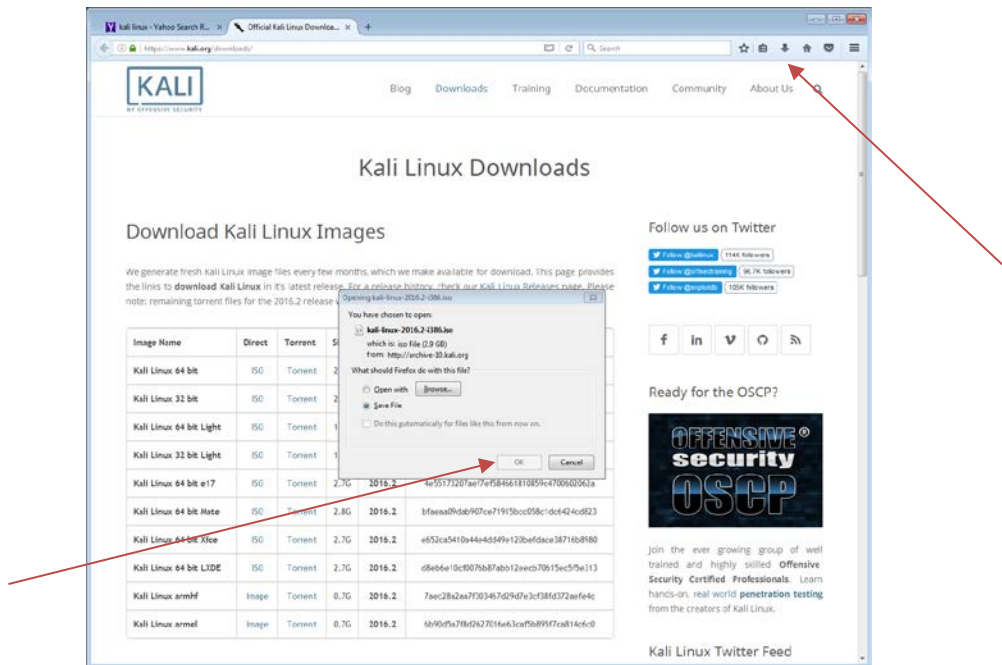 kali linux - Yahoo Search R...
Official Kali Linux Downloa...
https://www.kali.org/downloads/
Search
KALI
BY OFFENSIVE SECURITY
Blog Downloads Training Documentation Community About Us
Kali Linux Downloads
Download Kali Linux Images
We generate fresh Kali Linux image files every few months, which we make available for download. This page provides
the links to download Kali Linux in it's latest release. For a release history, check our Kali Linux Releases page. Please
note: remaining torrent files for the 2016.2 release
Image Name Direct Torrent
Kali Linux 64 bit ISO Torrent
Kali Linux 32 bit ISO Torrent
Kali Linux 64 bit Light ISO Torrent
Kali Linux 32 bit Light ISO Torrent
Kali Linux 64 bit e17 ISO Torrent 2.7G 2016.2
Kali Linux 64 bit Mate ISO Torrent 2.8G 2016.2
Kali Linux 64 bit Xfce ISO Torrent 2.7G 2016.2
Kali Linux 64 bit LXDE ISO Torrent 2.7G 2016.2
Kali Linux armhf Image Torrent 0.7G 2016.2
Kali Linux armel Image Torrent 0.7G 2016.2
Opening kali-linux-2016.2-i386.iso
You have chosen to open:
kali-linux-2016.2-i386.iso
which is: iso File (2.9 GB)
from: http://archive-10.kali.org
What should Firefox do with this file?
Open with Browse...
Save File
Do this automatically for files like this from now on.
OK Cancel
Follow us on Twitter
Follow @kalilinux 114K followers
Follow @offsectraining 96.7K followers
Follow @exploitdb 105K followers
Ready for the OSCP?
OFFENSIVE®
security
OSCP
Join the ever growing group of well
trained and highly skilled Offensive
Security Certified Professionals. Learn
hands-on, real world penetration testing
from the creators of Kali Linux.
Kali Linux Twitter Feed